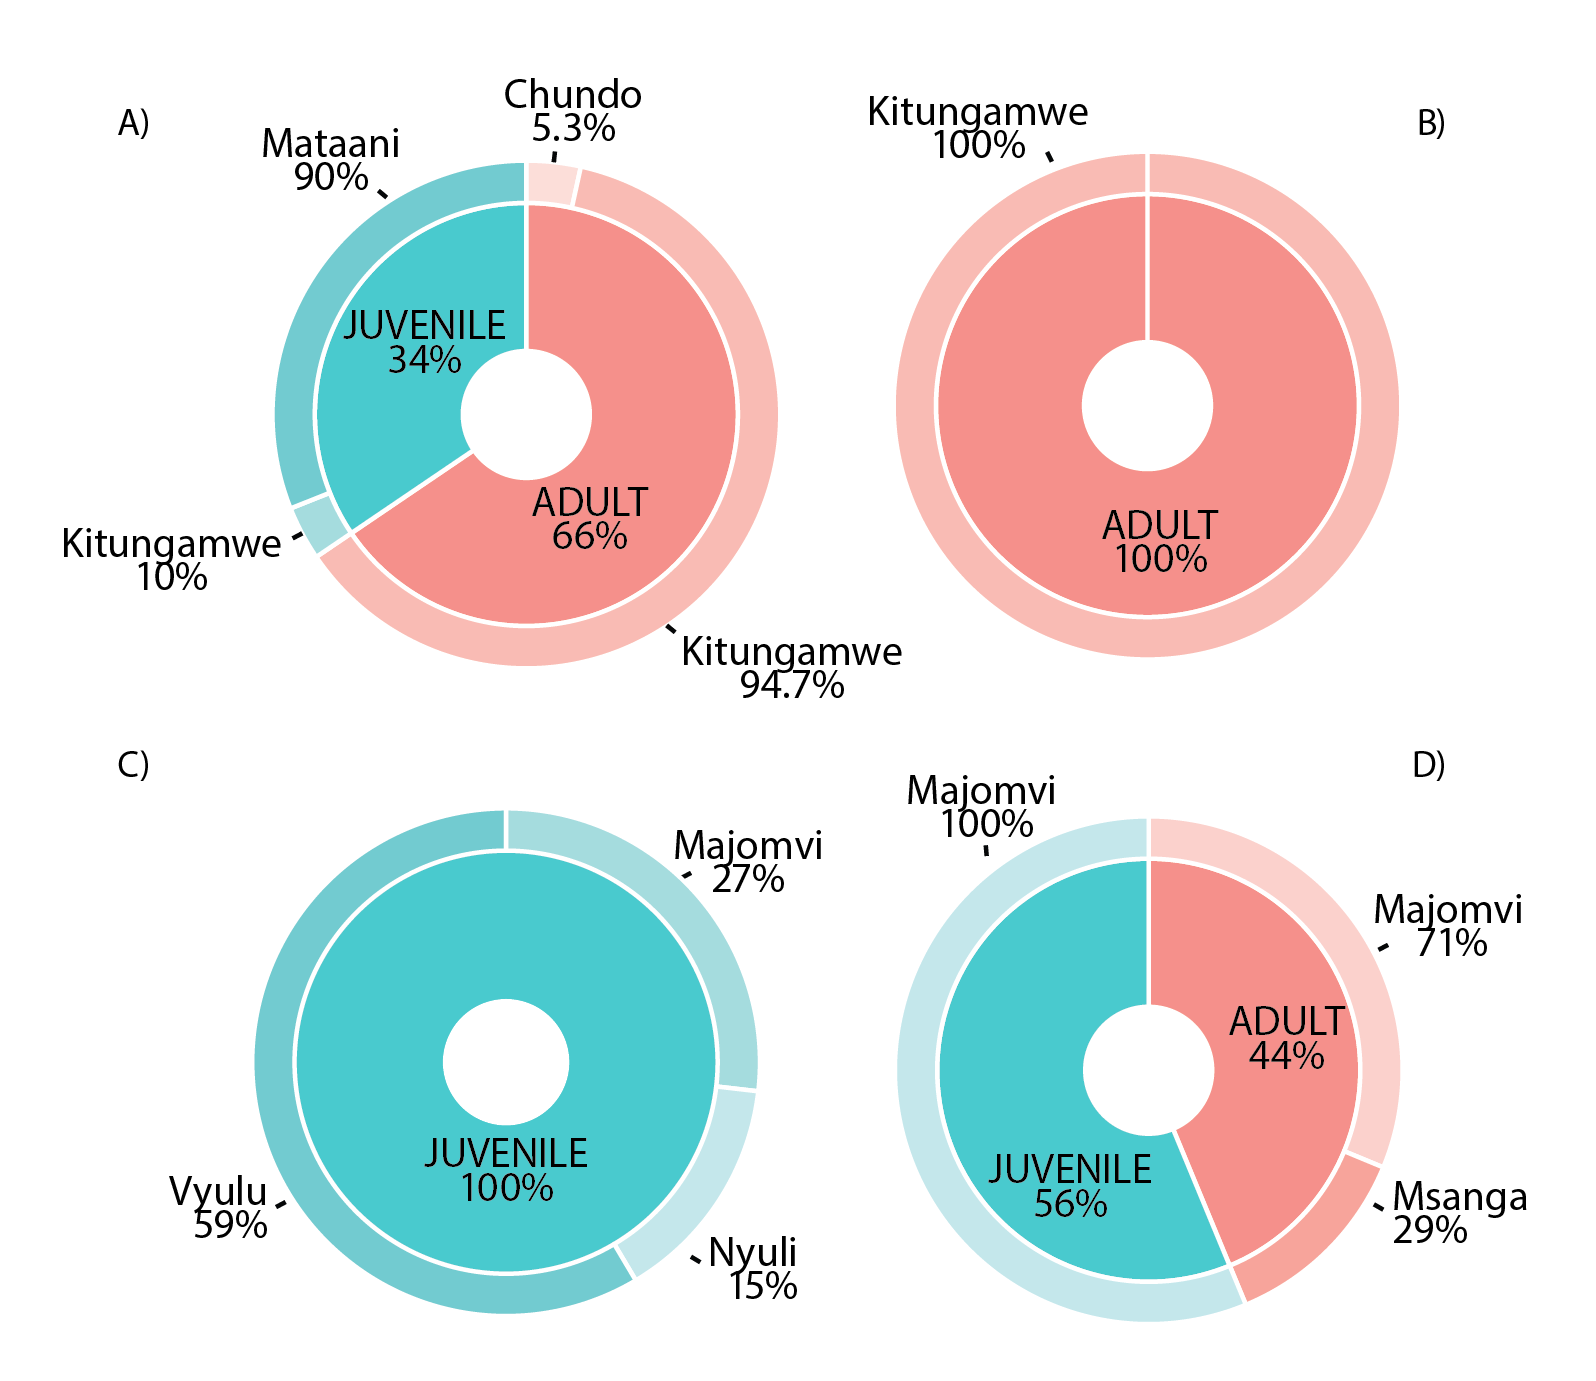 A)
Chundo
5.3%
Mataani
90%
JUVENILE
34%
ADULT
66%
Kitungamwe
10%
Kitungamwe
94.7%
B)
Kitungamwe
100%
ADULT
100%
C)
Majomvi
27%
JUVENILE
100%
Vyulu
59%
Nyuli
15%
D)
Majomvi
100%
Majomvi
71%
ADULT
44%
JUVENILE
56%
Msanga
29%